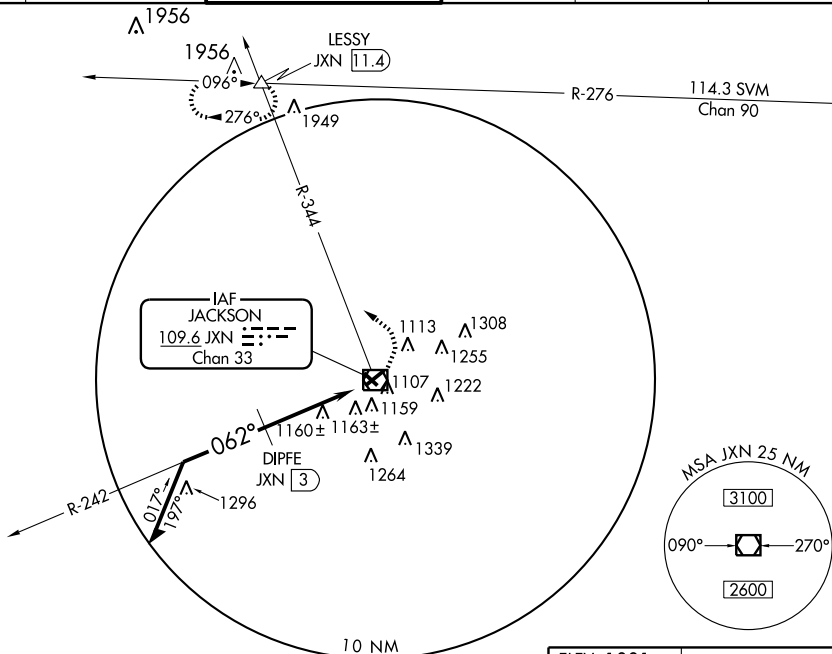 1956
1956
LESSY
JXN 11.4
096°
276°
1949
R-276
114.3 SVM
Chan 90
R-344
IAF
JACKSON
109.6 JXN
Chan 33
1113
1308
1255
1107
1222
1159
1160±
1163±
1339
1264
062°
DIPFE
JXN 3
R-242
017°
197°
1296
MSA JXN 25 NM
3100
090°
270°
2600
10 NM